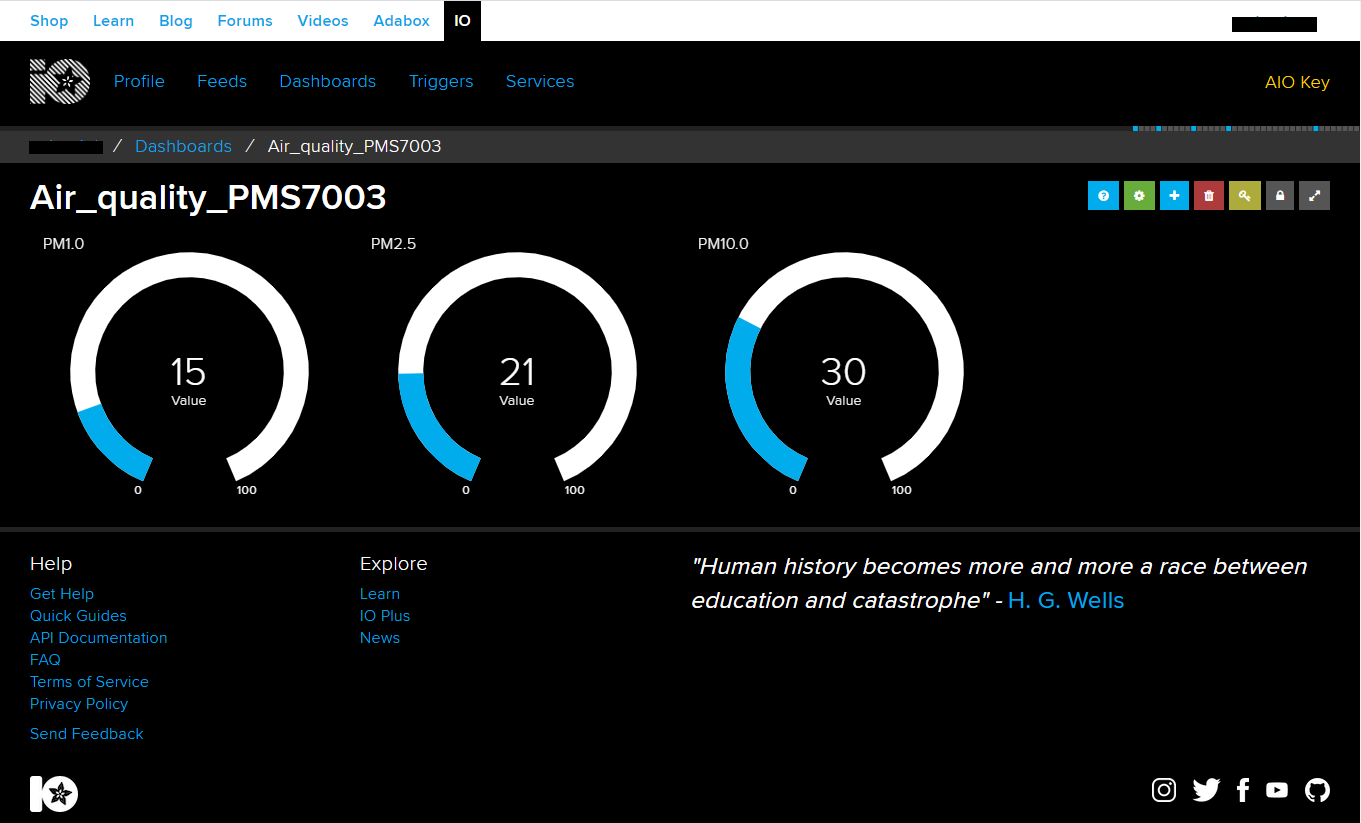 Shop Learn Blog Forums Videos Adabox IO
IO Profile Feeds Dashboards Triggers Services AIO Key
/ Dashboards / Air_quality_PMS7003
Air_quality_PMS7003
PM1.0 PM2.5 PM10.0
15 21 30
Value Value Value
0 100 0 100 0 100
Help Explore
"Human history becomes more and more a race between
education and catastrophe" - H. G. Wells
Get Help Learn
Quick Guides IO Plus
API Documentation News
FAQ
Terms of Service
Privacy Policy
Send Feedback
IO